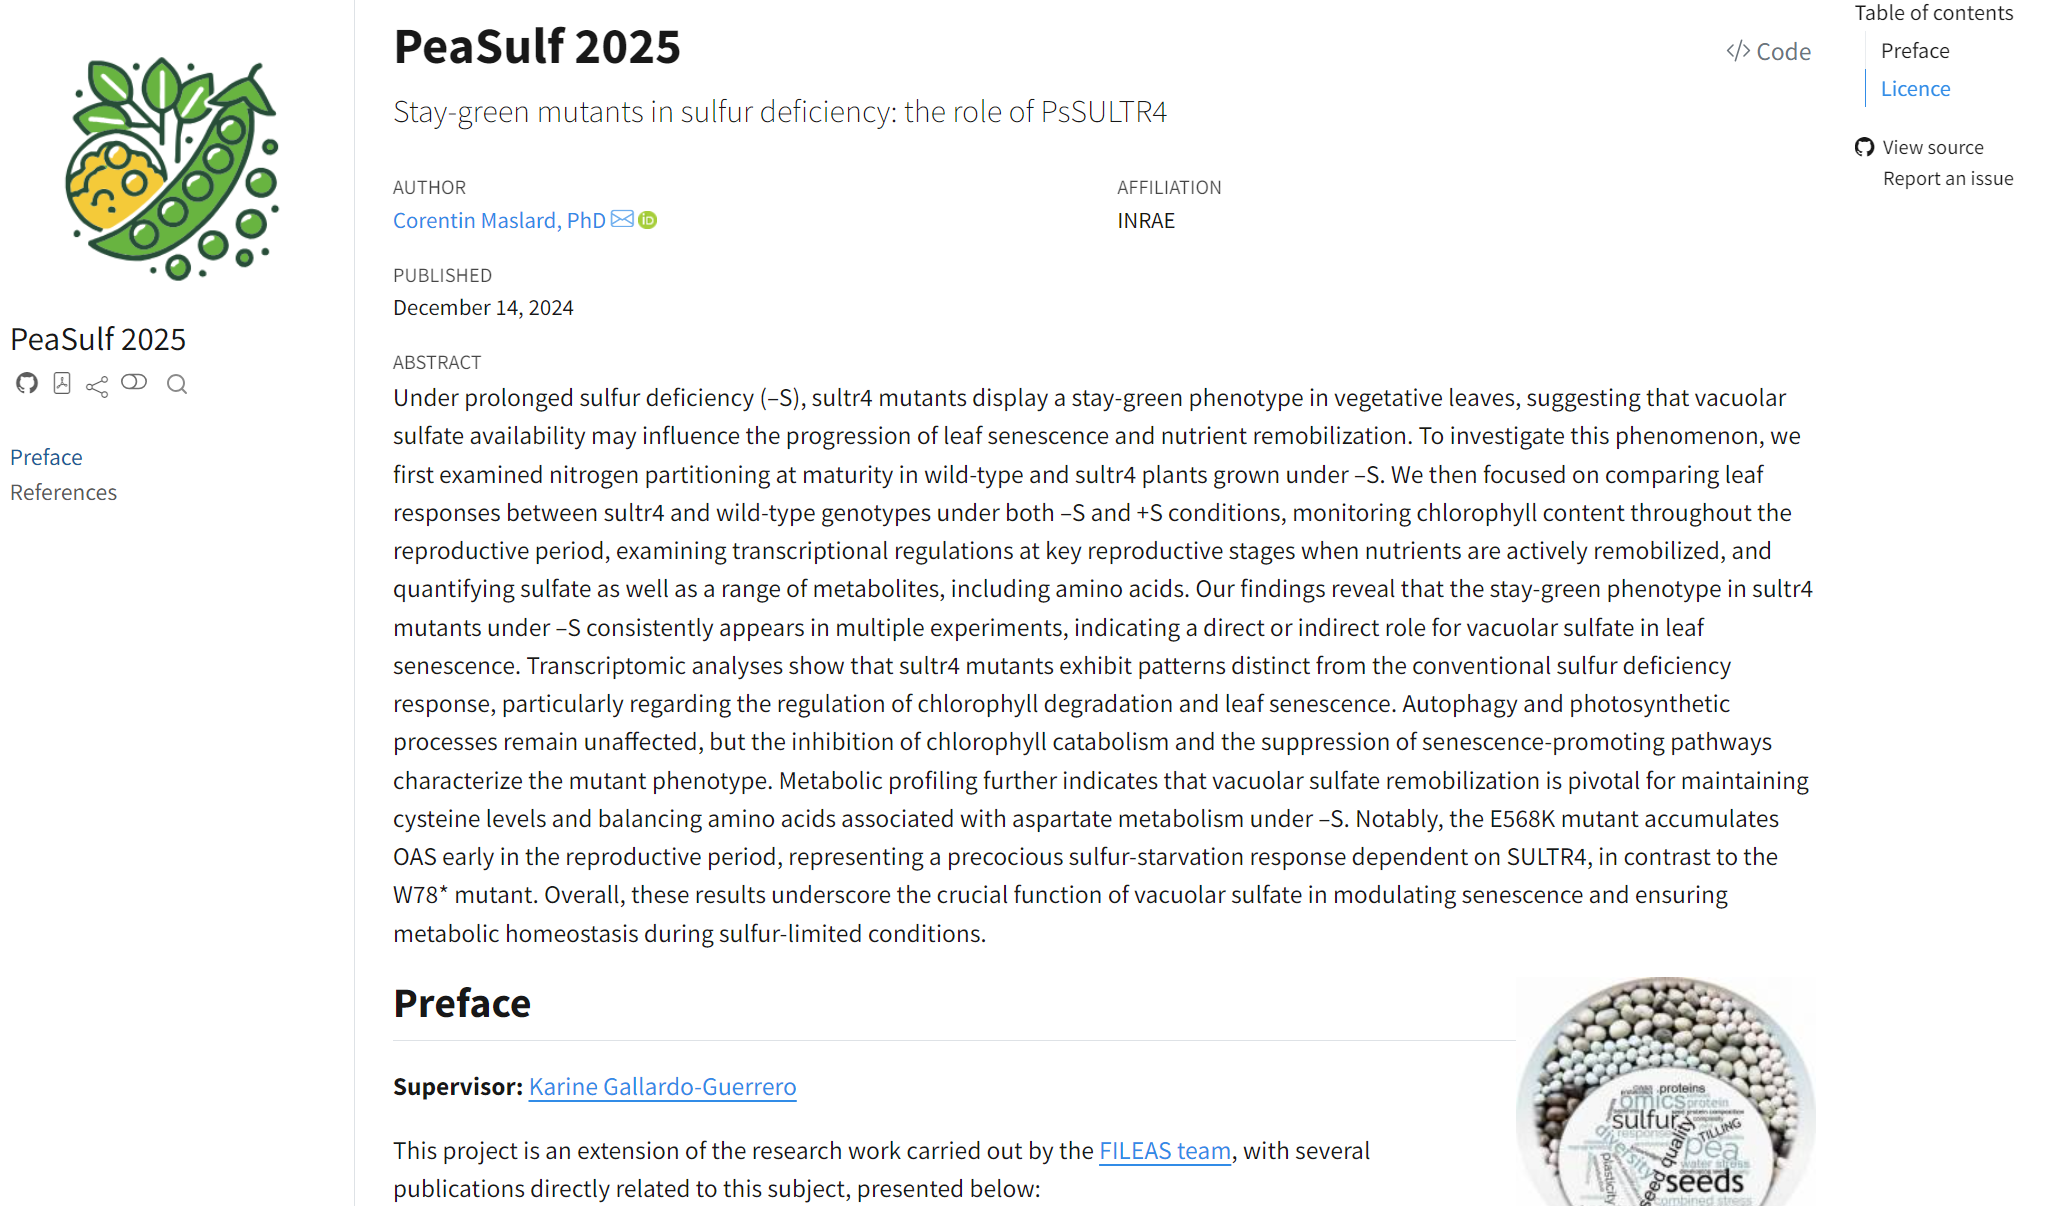 PeaSulf 2025
Preface
References
PeaSulf 2025
Code
Stay-green mutants in sulfur deficiency: the role of PsSULTR4
AUTHOR
Corentin Maslard, PhD
AFFILIATION
INRAE
PUBLISHED
December 14, 2024
ABSTRACT
Under prolonged sulfur deficiency (–S), sultr4 mutants display a stay-green phenotype in vegetative leaves, suggesting that vacuolar
sulfate availability may influence the progression of leaf senescence and nutrient remobilization. To investigate this phenomenon, we
first examined nitrogen partitioning at maturity in wild-type and sultr4 plants grown under –S. We then focused on comparing leaf
responses between sultr4 and wild-type genotypes under both –S and +S conditions, monitoring chlorophyll content throughout the
reproductive period, examining transcriptional regulations at key reproductive stages when nutrients are actively remobilized, and
quantifying sulfate as well as a range of metabolites, including amino acids. Our findings reveal that the stay-green phenotype in sultr4
mutants under –S consistently appears in multiple experiments, indicating a direct or indirect role for vacuolar sulfate in leaf
senescence. Transcriptomic analyses show that sultr4 mutants exhibit patterns distinct from the conventional sulfur deficiency
response, particularly regarding the regulation of chlorophyll degradation and leaf senescence. Autophagy and photosynthetic
processes remain unaffected, but the inhibition of chlorophyll catabolism and the suppression of senescence-promoting pathways
characterize the mutant phenotype. Metabolic profiling further indicates that vacuolar sulfate remobilization is pivotal for maintaining
cysteine levels and balancing amino acids associated with aspartate metabolism under –S. Notably, the E568K mutant accumulates
OAS early in the reproductive period, representing a precocious sulfur-starvation response dependent on SULTR4, in contrast to the
W78* mutant. Overall, these results underscore the crucial function of vacuolar sulfate in modulating senescence and ensuring
metabolic homeostasis during sulfur-limited conditions.
Preface
Supervisor: Karine Gallardo-Guerrero
This project is an extension of the research work carried out by the FILEAS team, with several
publications directly related to this subject, presented below:
proteins
omics protein
sulfur
response
TILLING
diversity
pea
quality
water stress
plasticity
seed
seeds
combined stress
Table of contents
Preface
Licence
View source
Report an issue